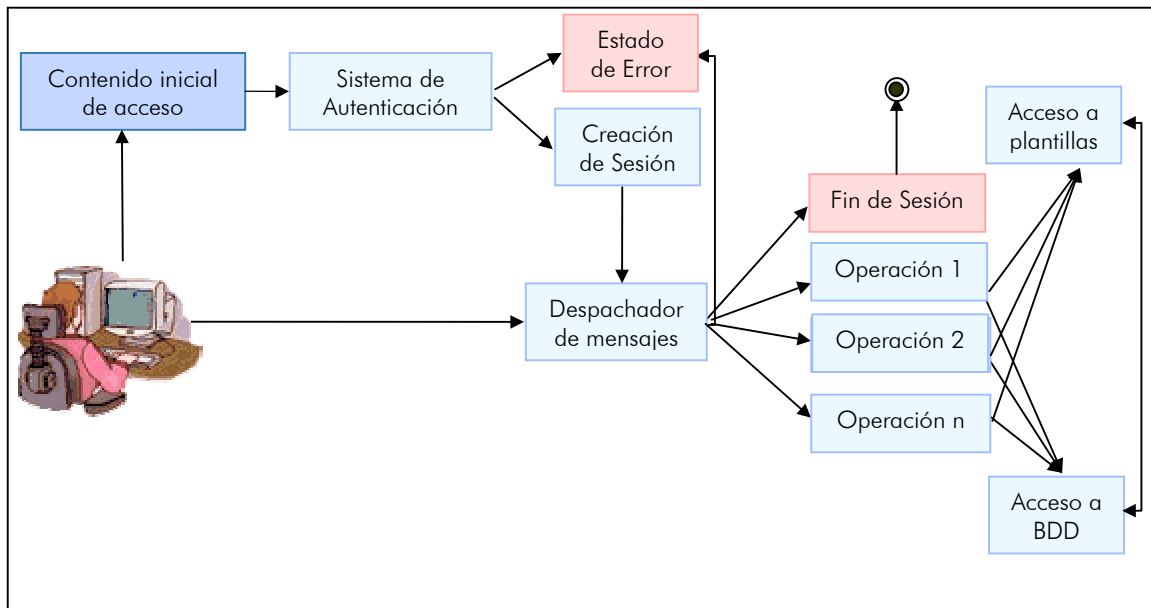 Contenido inicial
de acceso
Sistema de
Autenticación
Estado
de Error
Creación
de Sesión
Acceso a
plantillas
Fin de Sesión
Operación 1
Despachador
de mensajes
Operación 2
Operación n
Acceso a
BDD